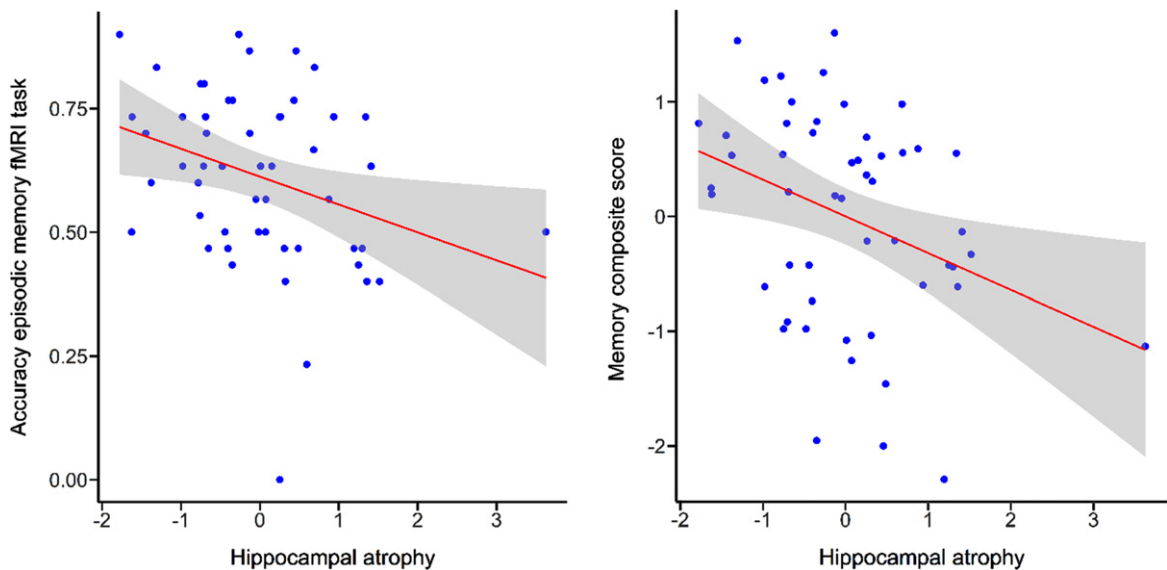 Accuracy episodic memory fMRI task
0.75
0.50
0.25
0.00
-2 -1 0 1 2 3
Hippocampal atrophy
Memory composite score
1
0
-1
-2
-2 -1 0 1 2 3
Hippocampal atrophy